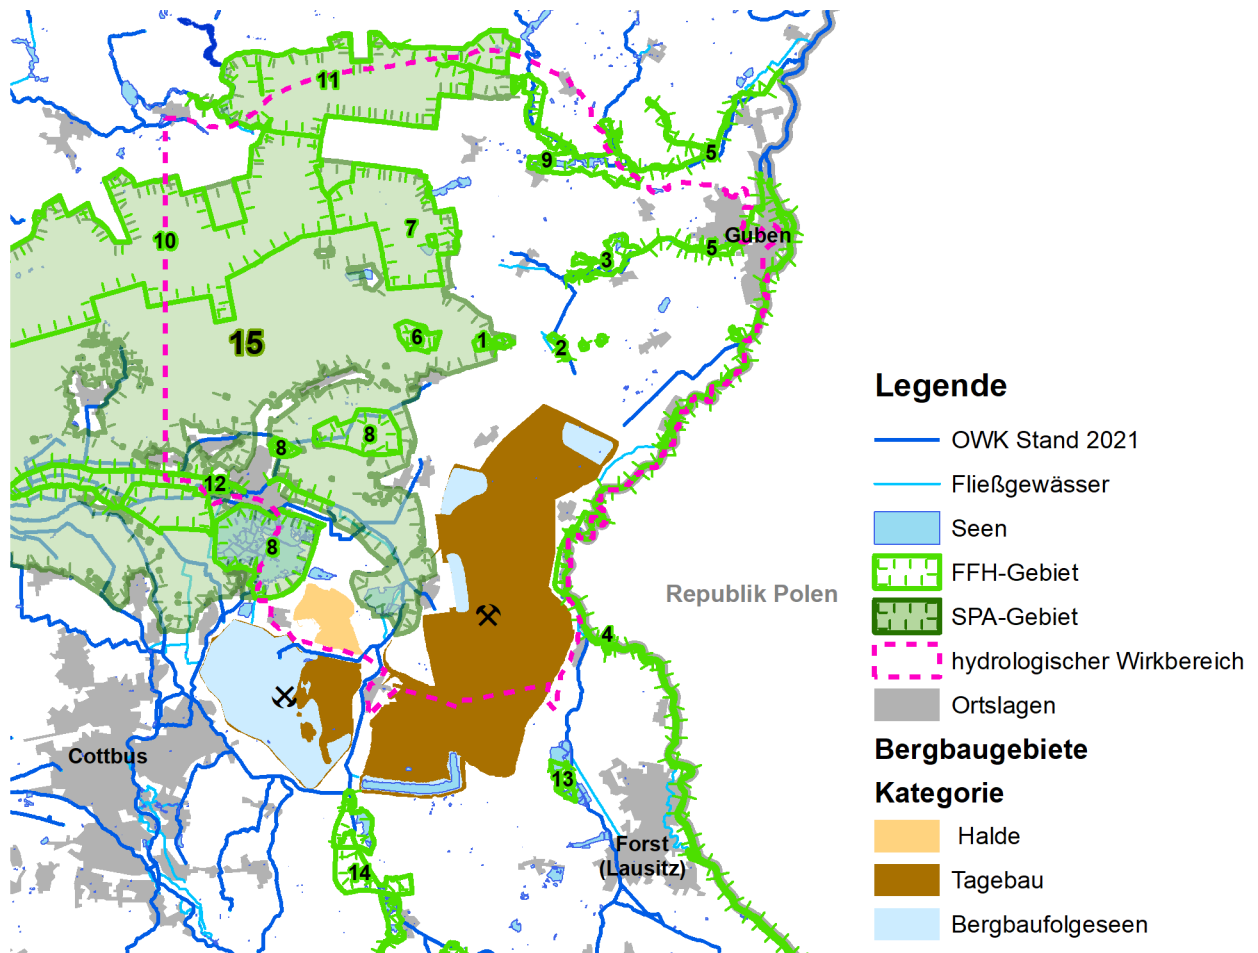 11
5
9
7
10
5
Guben
3
15
6
1
2
8
8
12
8
Republik Polen
4
Cottbus
13
Forst
(Lausitz)
14
Legende
OWK Stand 2021
Fließgewässer
Seen
FFH-Gebiet
SPA-Gebiet
hydrologischer Wirkbereich
Ortslagen
Bergbaugebiete
Kategorie
Halde
Tagebau
Bergbaufolgeseen